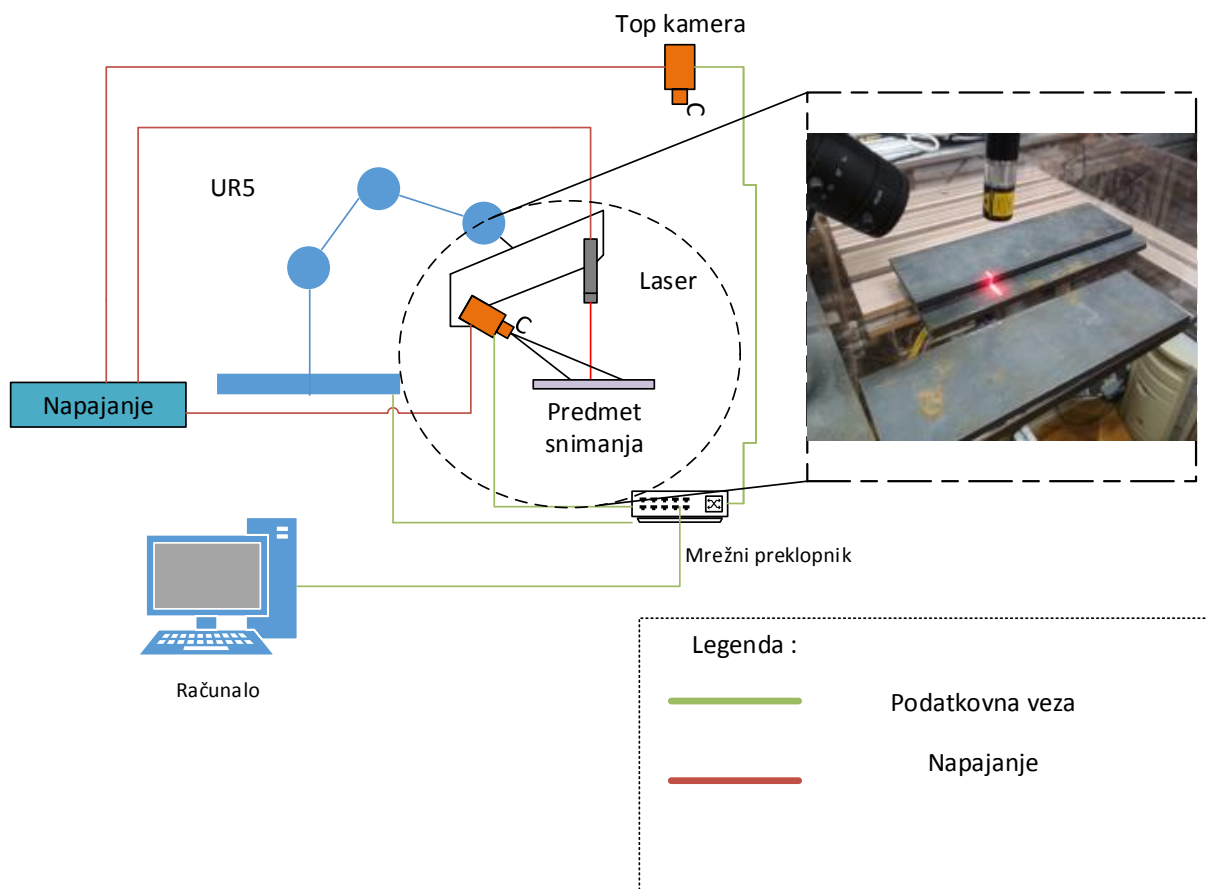 Top kamera
UR5
Laser
Napajanje
Predmet
snimanja
Mrežni preklopnik
Računalo
Legenda :
Podatkovna veza
Napajanje